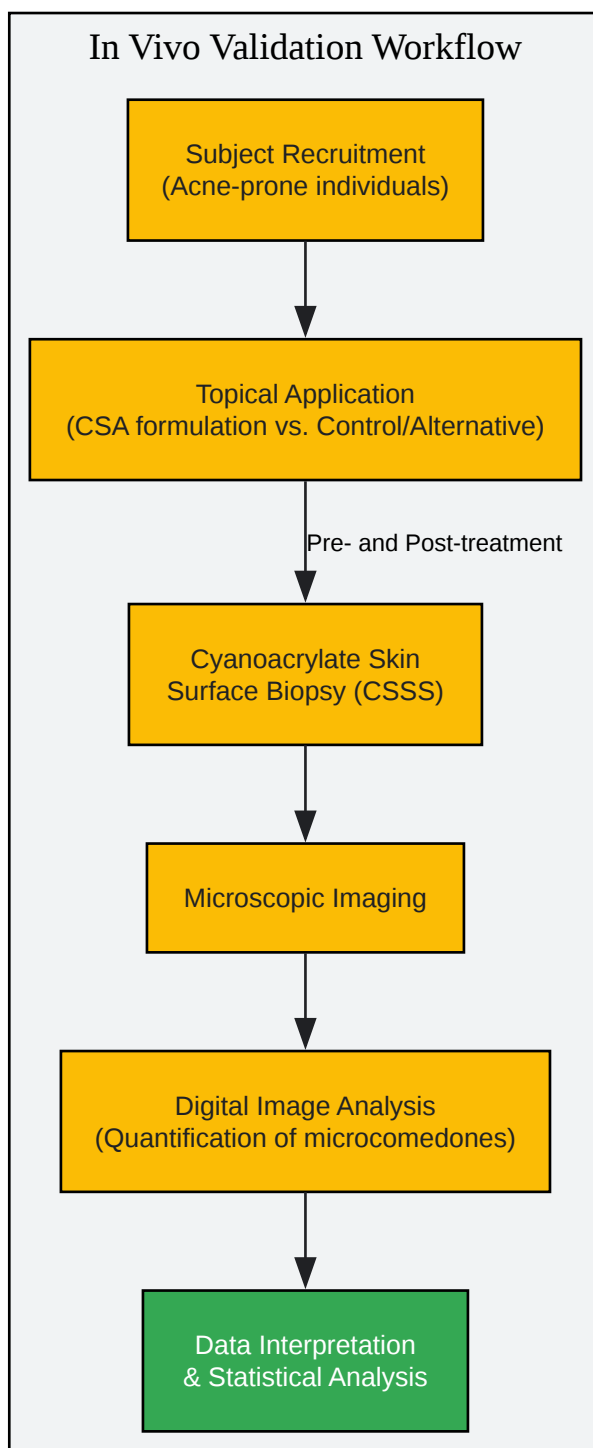 In Vivo Validation Workflow
Subject Recruitment
(Acne-prone individuals)
Topical Application
(CSA formulation vs. Control/Alternative)
Pre- and Post-treatment
Cyanoacrylate Skin
Surface Biopsy (CSSS)
Microscopic Imaging
Digital Image Analysis
(Quantification of microcomedones)
Data Interpretation
& Statistical Analysis